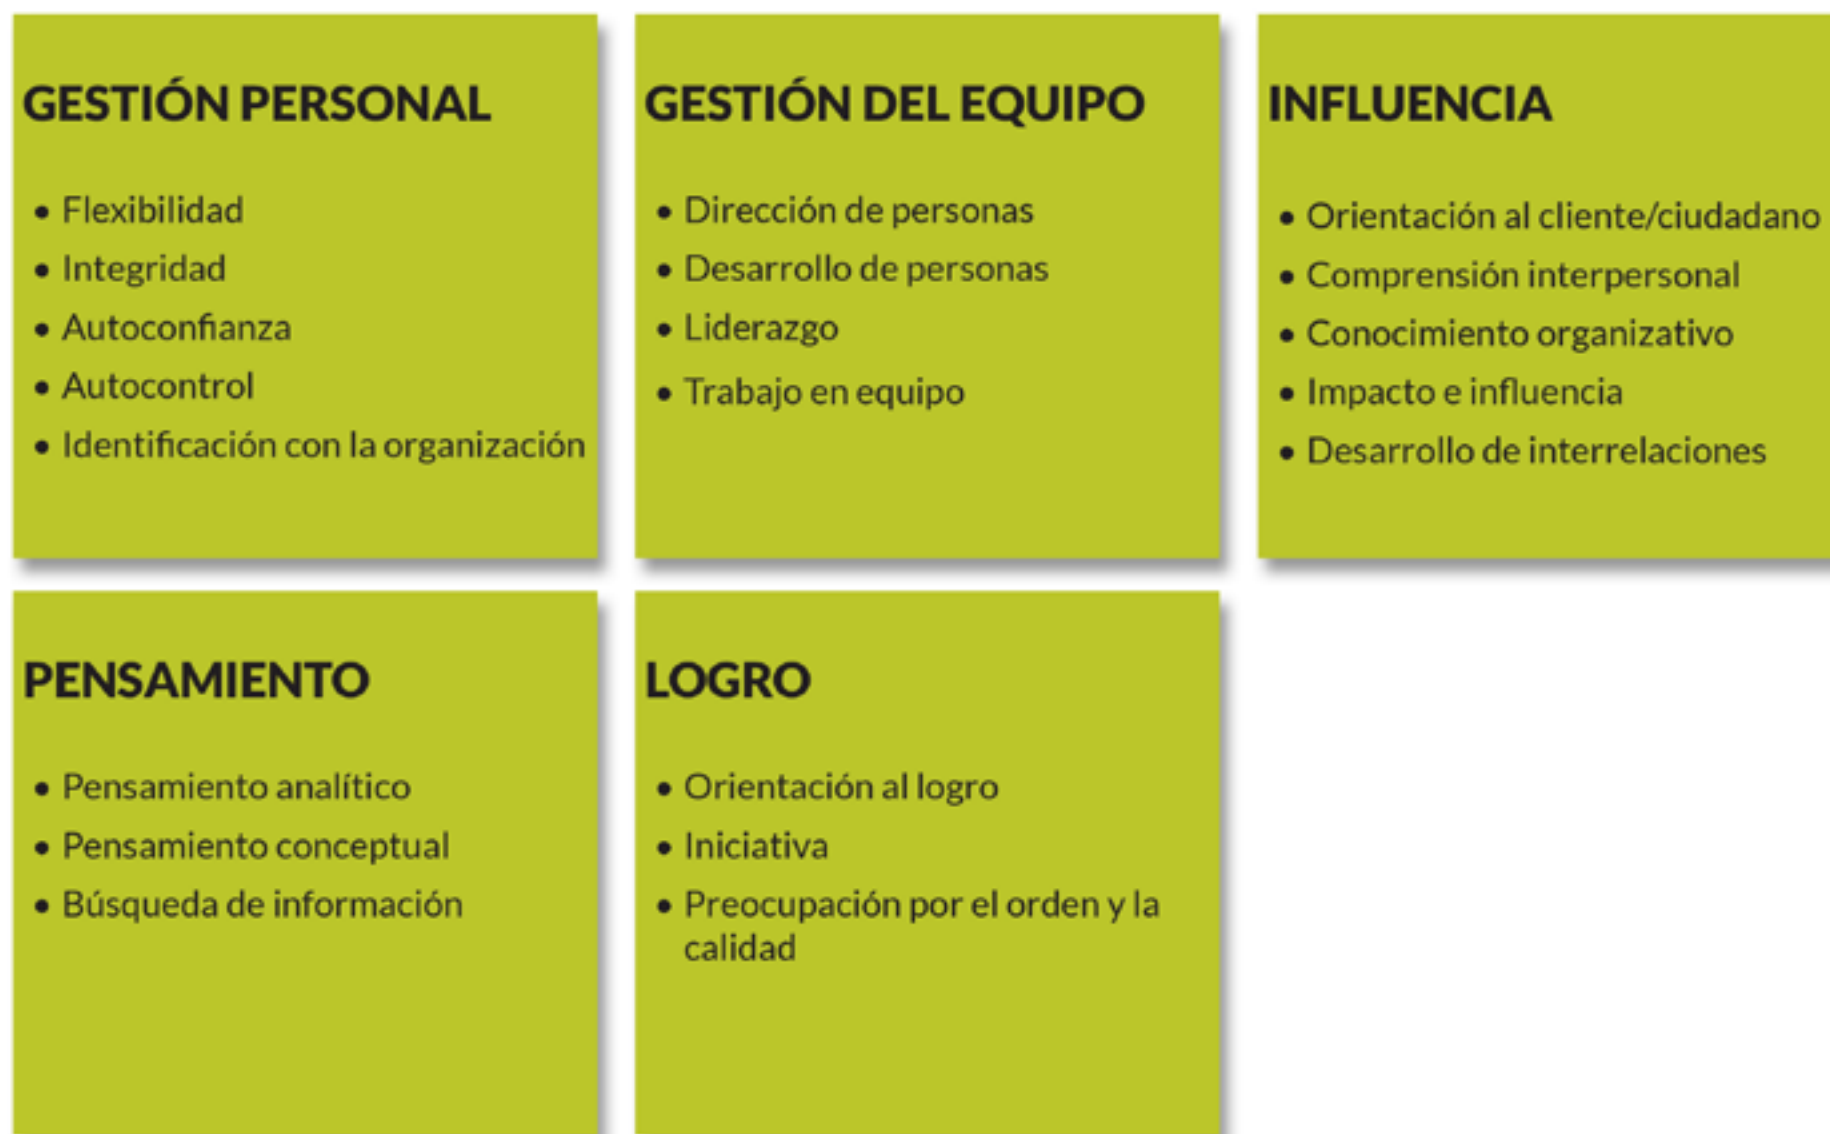 GESTIÓN PERSONAL
• Flexibilidad
• Integridad
• Autoconfianza
• Autocontrol
• Identificación con la organización
GESTIÓN DEL EQUIPO
• Dirección de personas
• Desarrollo de personas
• Liderazgo
• Trabajo en equipo
INFLUENCIA
• Orientación al cliente/ciudadano
• Comprensión interpersonal
• Conocimiento organizativo
• Impacto e influencia
• Desarrollo de interrelaciones
PENSAMIENTO
• Pensamiento analítico
• Pensamiento conceptual
• Búsqueda de información
LOGRO
• Orientación al logro
• Iniciativa
• Preocupación por el orden y la
calidad